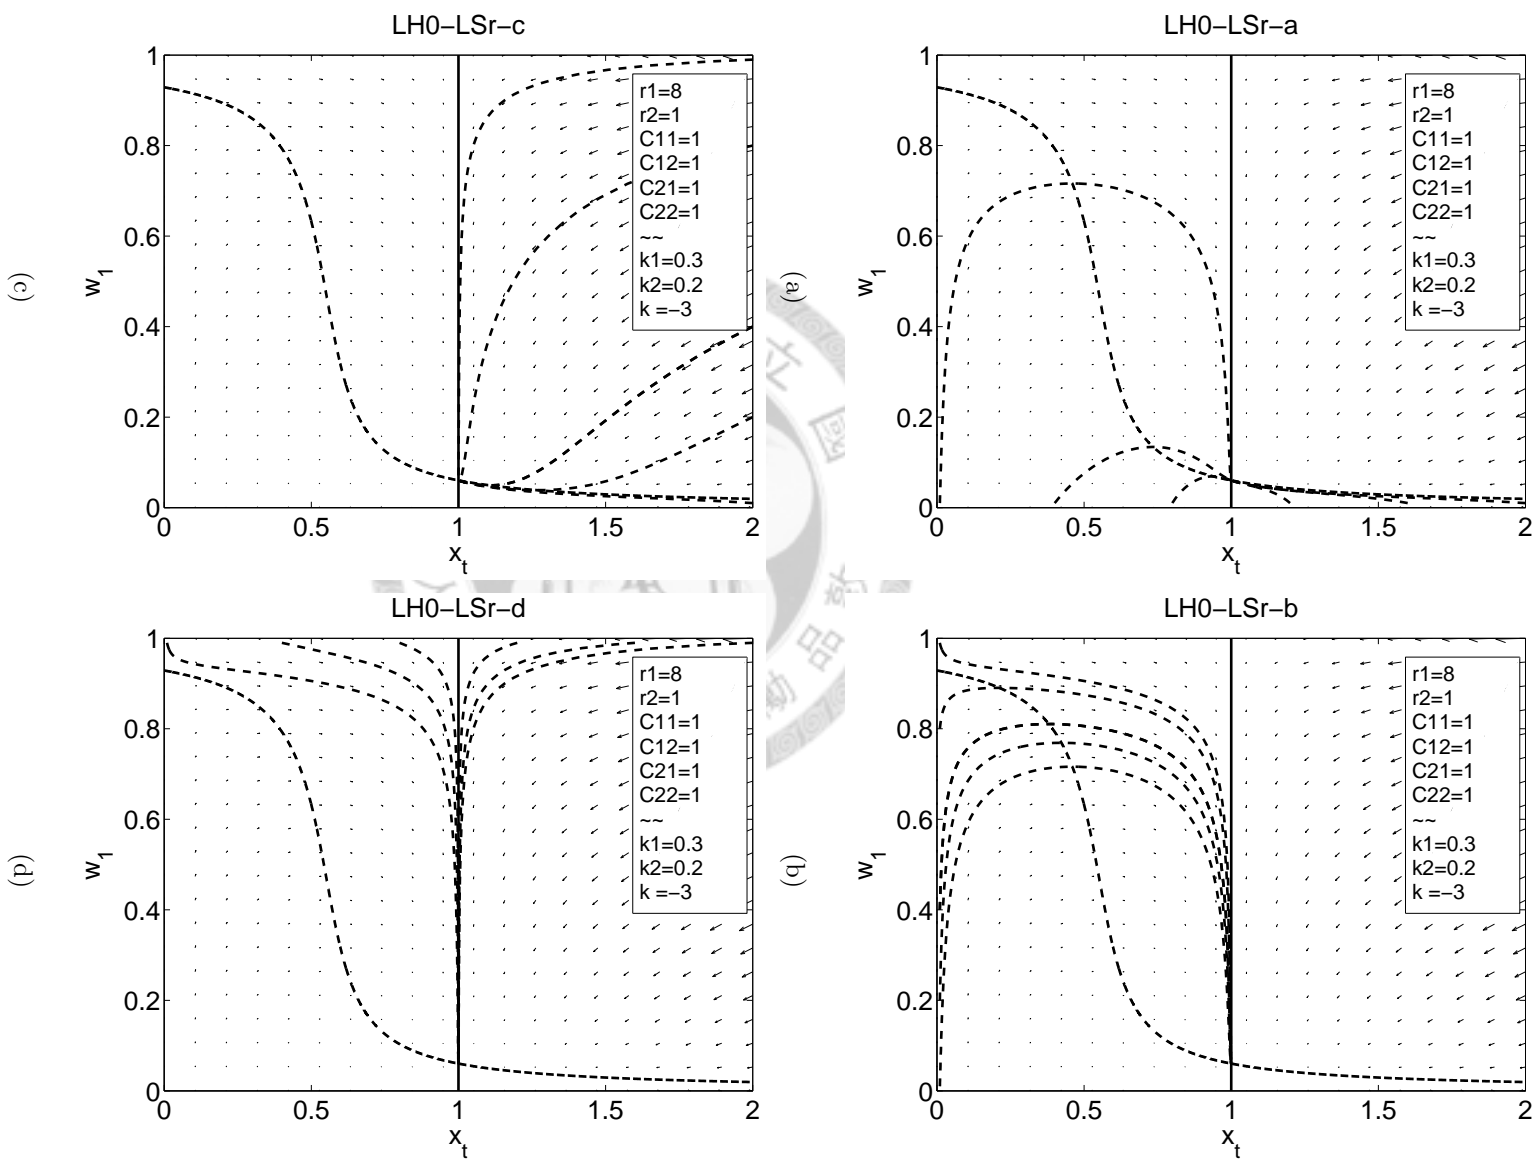 LH0−LSr−c
1
0.8
0.6
0.4
0.2
0
0
0.5
1
1.5
2
w1
xt
r1=8
r2=1
C11=1
C12=1
C21=1
C22=1
~~
k1=0.3
k2=0.2
k =−3
(c)
LH0−LSr−a
1
0.8
0.6
0.4
0.2
0
0
0.5
1
1.5
2
w1
xt
r1=8
r2=1
C11=1
C12=1
C21=1
C22=1
~~
k1=0.3
k2=0.2
k =−3
(a)
LH0−LSr−d
1
0.8
0.6
0.4
0.2
0
0
0.5
1
1.5
2
w1
xt
r1=8
r2=1
C11=1
C12=1
C21=1
C22=1
~~
k1=0.3
k2=0.2
k =−3
(d)
LH0−LSr−b
1
0.8
0.6
0.4
0.2
0
0
0.5
1
1.5
2
w1
xt
r1=8
r2=1
C11=1
C12=1
C21=1
C22=1
~~
k1=0.3
k2=0.2
k =−3
(b)
立
國
品
勵